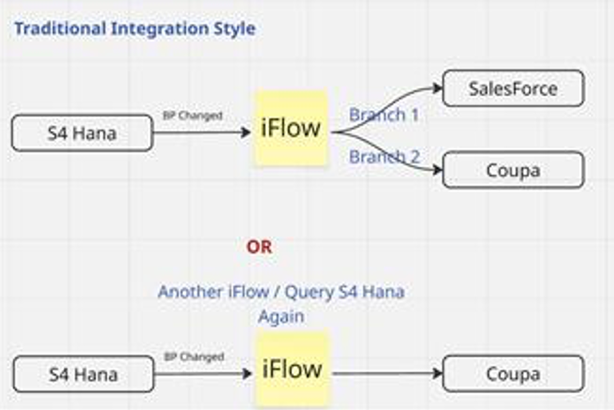 Traditional Integration Style
SalesForce
BP Changed
Branch 1
S4 Hana
iFlow
Branch 2
Coupa
OR
Another iFlow / Query S4 Hana
Again
BP Changed
S4 Hana
iFlow
Coupa